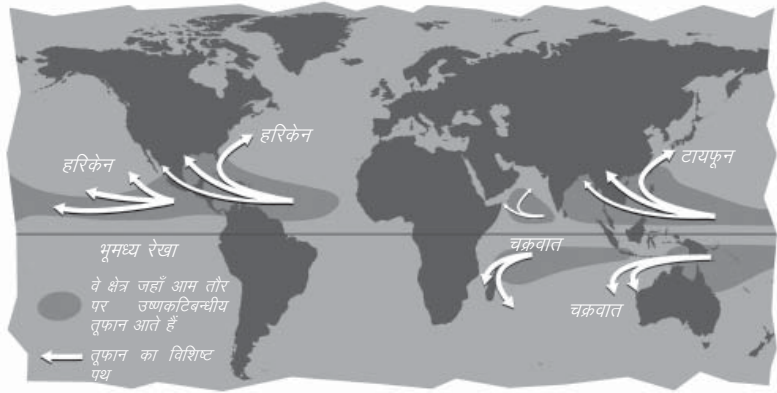 हरिकेन
हरिकेन
टायफून
चक्रवात
चक्रवात
भूमध्य रेखा
वे क्षेत्र जहाँ आम तौर
पर उष्णकटिबन्धीय
तूफान आते हैं
तूफान का विशिष्ट
पथ